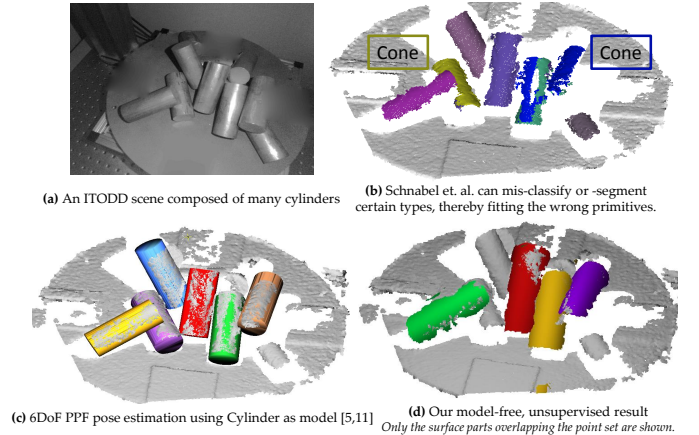 Cone
Cone
(a) An ITODD scene composed of many cylinders
(b) Schnabel et. al. can mis-classify or -segment
certain types, thereby fitting the wrong primitives.
(c) 6DoF PPF pose estimation using Cylinder as model [5,11]
(d) Our model-free, unsupervised result
Only the surface parts overlapping the point set are shown.